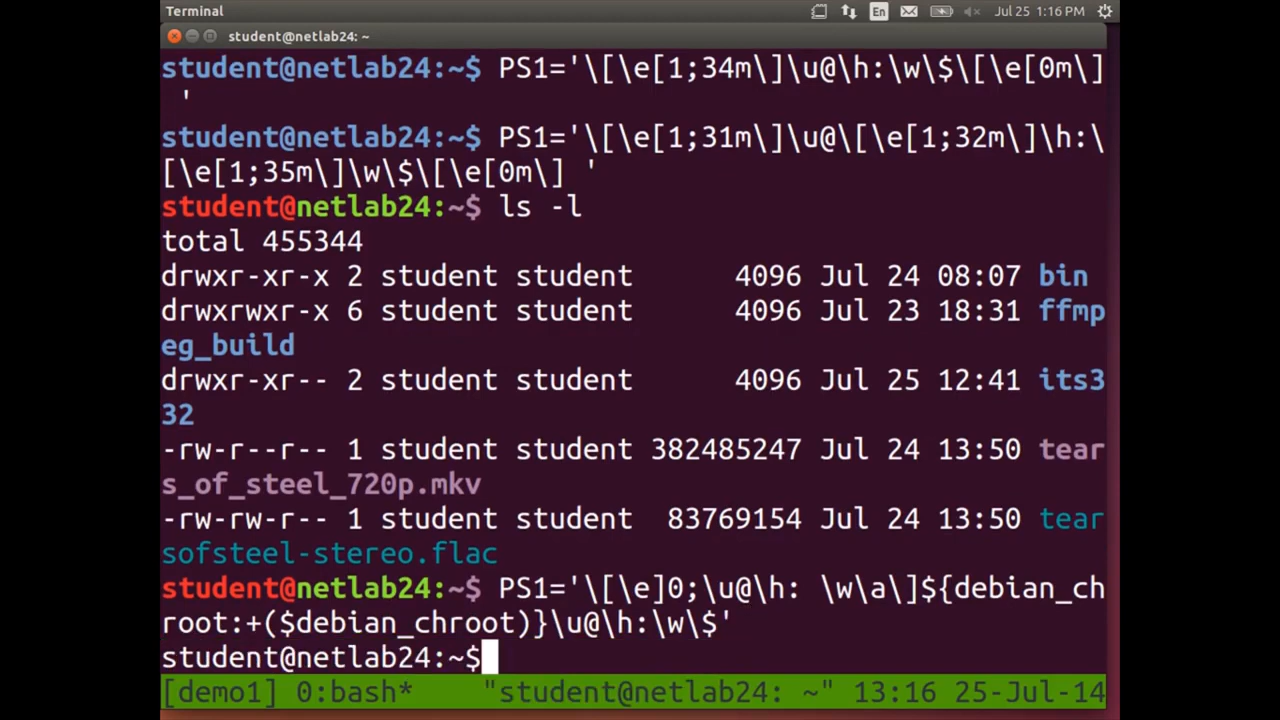 Terminal En Jul 25 1:16 PM
student@netlab24: ~
student@netlab24:~$ PS1='\[\e[1;34m\]\u@\h:\w\$\[\e[0m\]
'
student@netlab24:~$ PS1='\[\e[1;31m\]\u@\[\e[1;32m\]\h:\
[\e[1;35m\]\w\$\[\e[0m\] '
student@netlab24:~$ ls -l
total 455344
drwxr-xr-x 2 student student 4096 Jul 24 08:07 bin
drwxrwxr-x 6 student student 4096 Jul 23 18:31 ffmp
eg_build
drwxr-xr-- 2 student student 4096 Jul 25 12:41 its3
32
-rw-r--r-- 1 student student 382485247 Jul 24 13:50 tear
s_of_steel_720p.mkv
-rw-rw-r-- 1 student student 83769154 Jul 24 13:50 tear
sofsteel-stereo.flac
student@netlab24:~$ PS1='\[\e]0;\u@\h: \w\a\]${debian_ch
root:+($debian_chroot)}\u@\h:\w\$'
student@netlab24:~$
[demo1] 0:bash* "student@netlab24: ~" 13:16 25-Jul-14